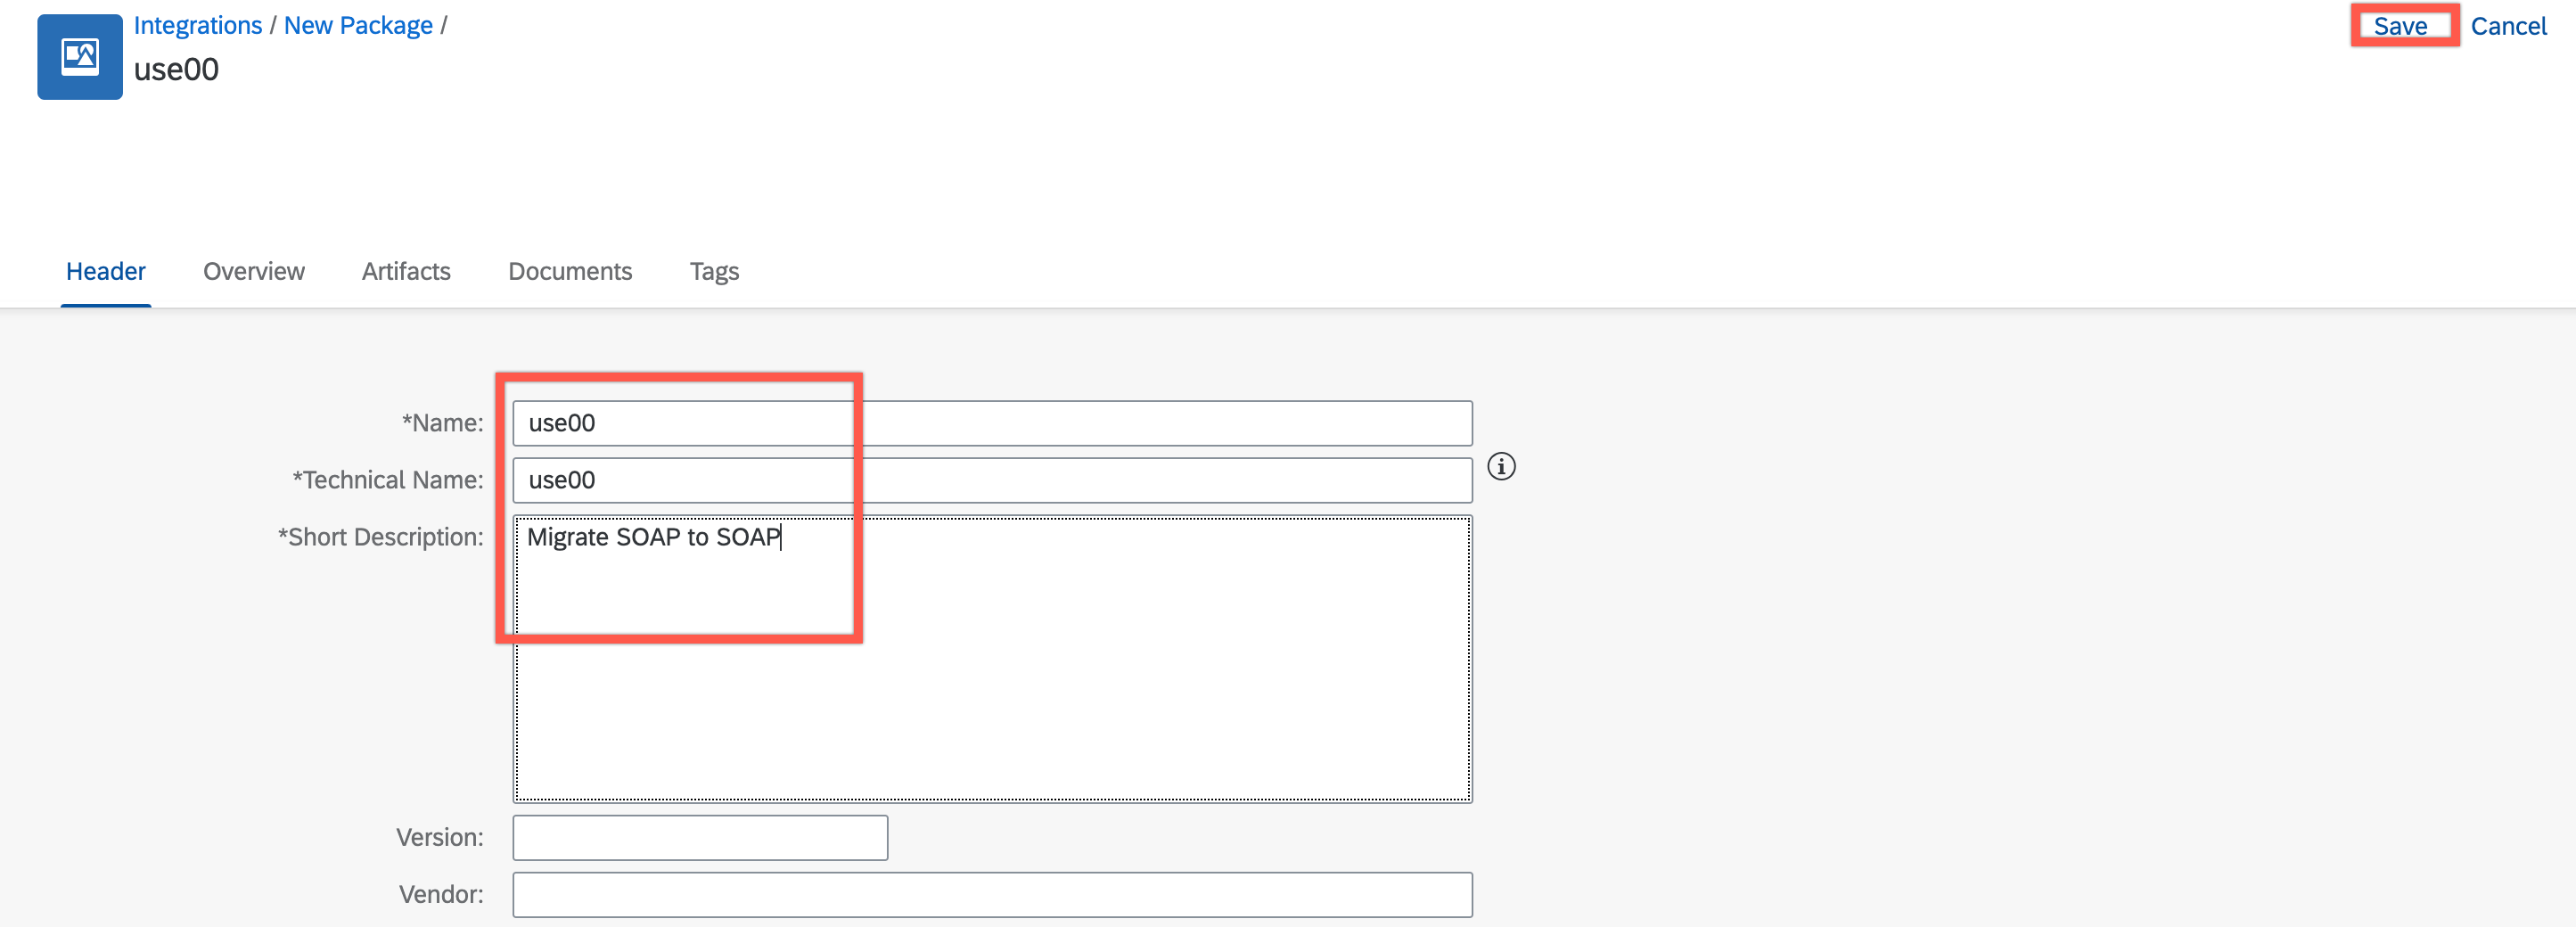 Integrations / New Package /
Save Cancel
use00
Header Overview Artifacts Documents Tags
*Name: use00
*Technical Name: use00
*Short Description: Migrate SOAP to SOAP
Version:
Vendor: